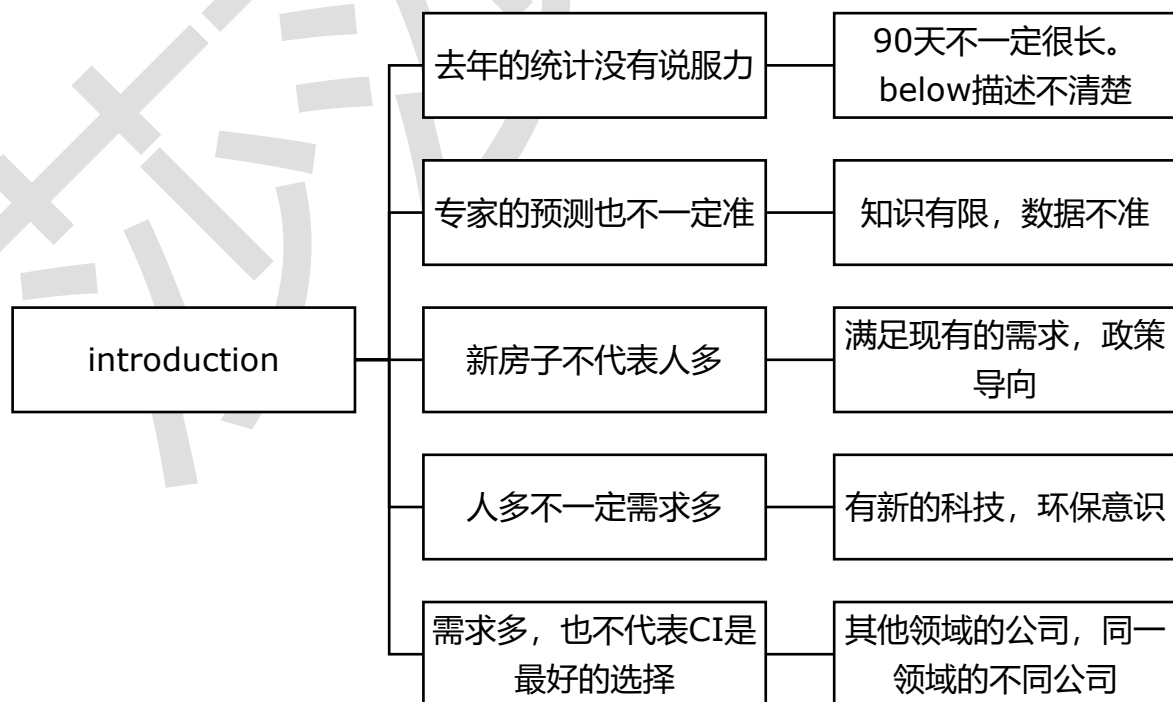 去年的统计没有说服力
90天不一定很长。
below描述不清楚
专家的预测也不一定准
知识有限，数据不准
introduction
新房子不代表人多
满足现有的需求，政策
导向
人多不一定需求多
有新的科技，环保意识
需求多，也不代表CI是
最好的选择
其他领域的公司，同一
领域的不同公司